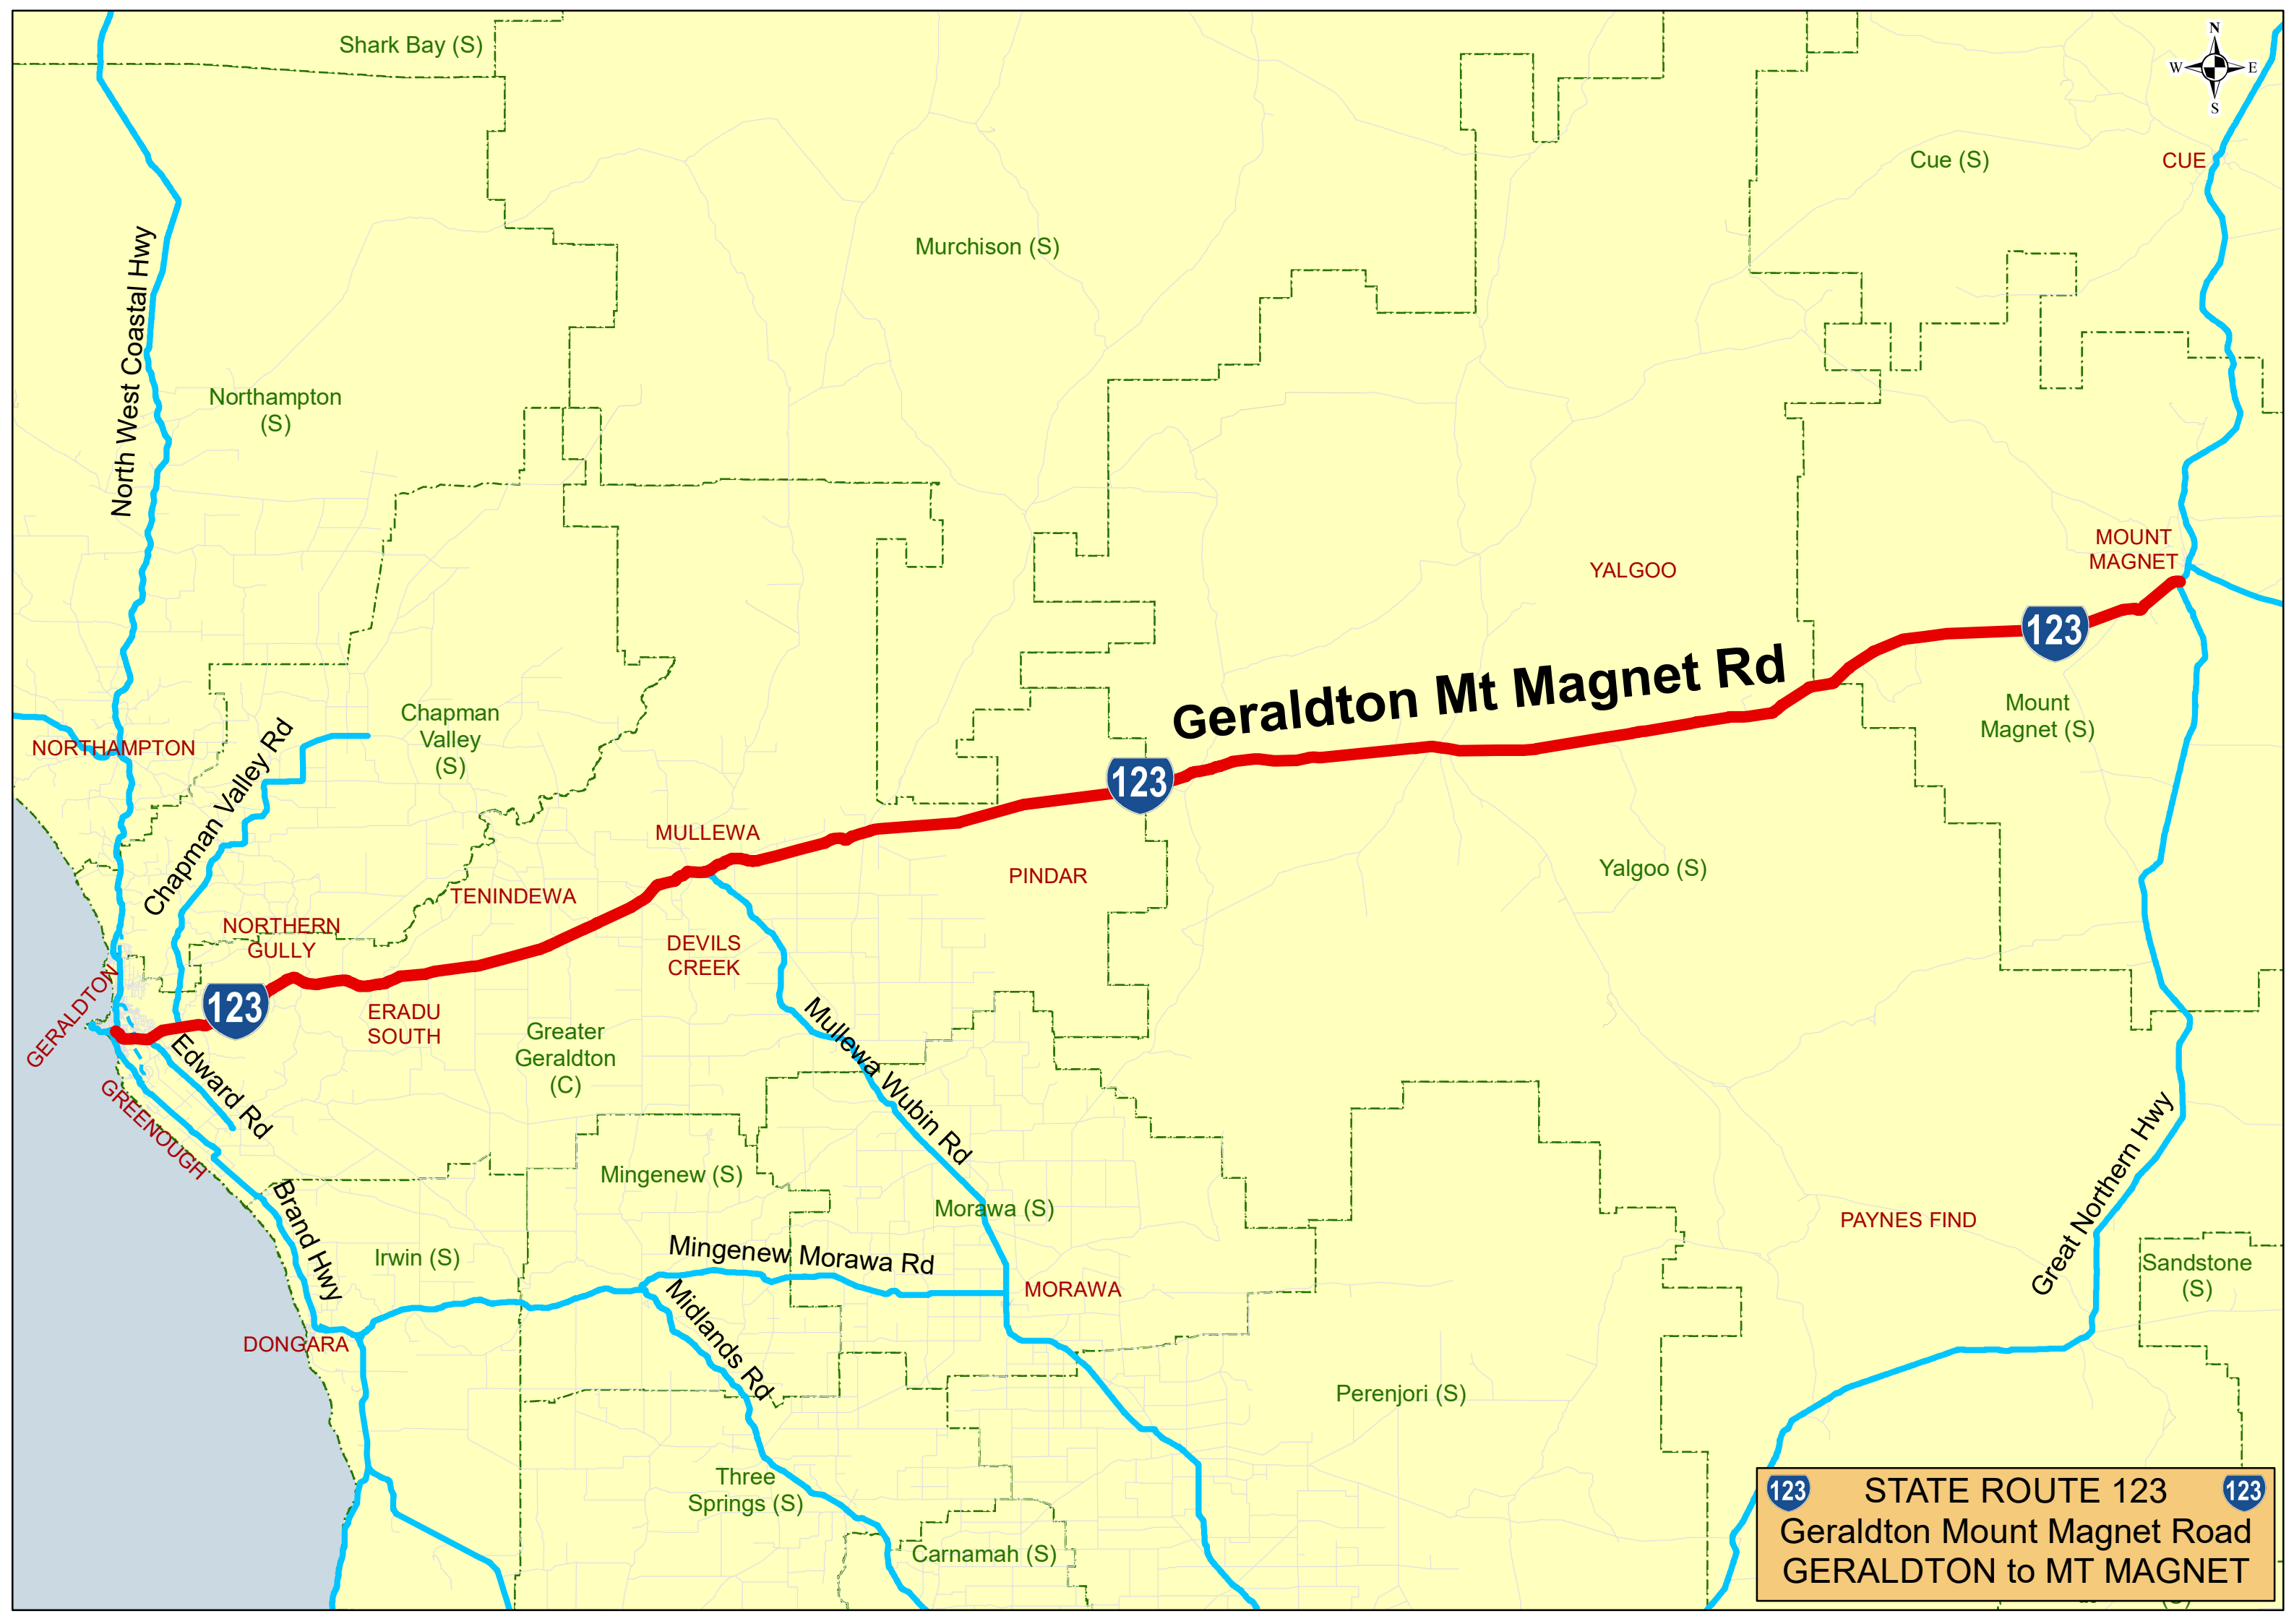 Shark Bay (S)
N
W
E
S
Cue (S)
CUE
Murchison (S)
North West Coastal Hwy
Northampton
(S)
MOUNT
MAGNET
YALGOO
123
Geraldton Mt Magnet Rd
Mount
Magnet (S)
Chapman
Valley
(S)
NORTHAMPTON
Chapman Valley Rd
123
MULLEWA
PINDAR
Yalgoo (S)
TENINDEWA
NORTHERN
GULLY
DEVILS
CREEK
GERALDTON
123
ERADU
SOUTH
Greater
Geraldton
(C)
Mullewa Wubin Rd
Edward Rd
GREENOUGH
Great Northern Hwy
Mingenew (S)
Morawa (S)
PAYNES FIND
Brand Hwy
Irwin (S)
Mingenew Morawa Rd
MORAWA
Sandstone
(S)
Midlands Rd
DONGARA
Perenjori (S)
Three
Springs (S)
Carnamah (S)
123 STATE ROUTE 123 123
Geraldton Mount Magnet Road
GERALDTON to MT MAGNET